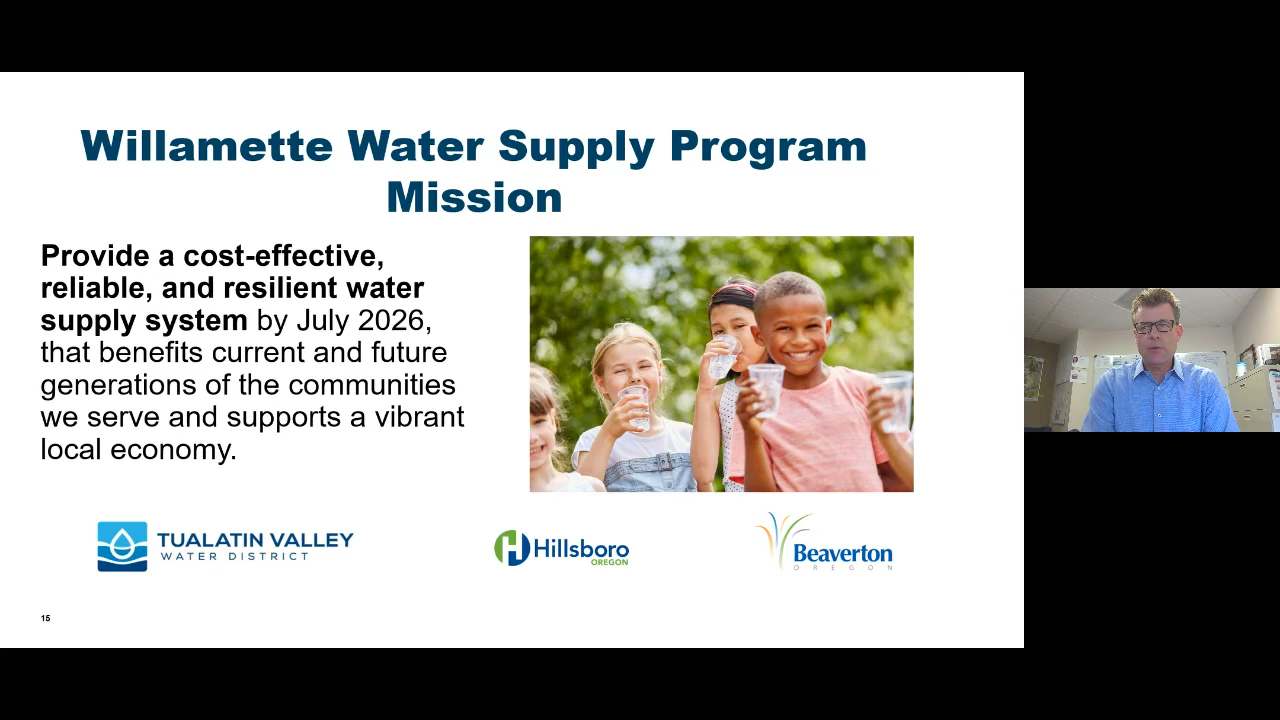 Willamette Water Supply Program
Mission
Provide a cost-effective,
reliable, and resilient water
supply system by July 2026,
that benefits current and future
generations of the communities
we serve and supports a vibrant
local economy.
TUALATIN VALLEY
WATER DISTRICT
Hillsboro
OREGON
Beaverton
OREGON
15